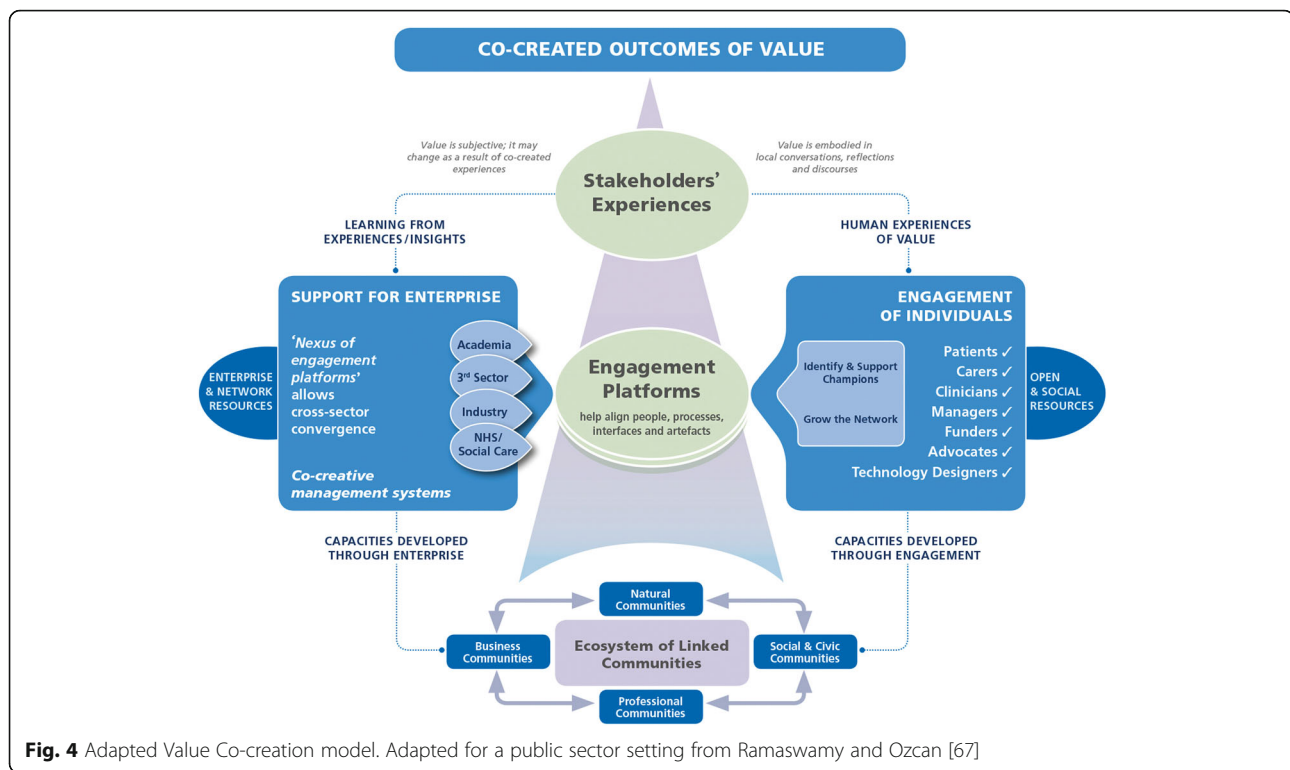 CO-CREATED OUTCOMES OF VALUE
Value is subjective; it may
change as a result of co-created
experiences
Value is embodied in
local conversations, reflections
and discourses
Stakeholders’
Experiences
LEARNING FROM
EXPERIENCES/INSIGHTS
HUMAN EXPERIENCES
OF VALUE
SUPPORT FOR ENTERPRISE
‘Nexus of
engagement
platforms’
allows
cross-sector
convergence
Co-creative
management systems
Academia
3rd Sector
Industry
NHS/
Social Care
ENTERPRISE
& NETWORK
RESOURCES
Engagement
Platforms
help align people, processes,
interfaces and artefacts
ENGAGEMENT
OF INDIVIDUALS
Identify & Support
Champions
Grow the Network
Patients ✓
Carers ✓
Clinicians ✓
Managers ✓
Funders ✓
Advocates ✓
Technology Designers ✓
OPEN
& SOCIAL
RESOURCES
CAPACITIES DEVELOPED
THROUGH ENTERPRISE
CAPACITIES DEVELOPED
THROUGH ENGAGEMENT
Natural
Communities
Business
Communities
Ecosystem of Linked
Communities
Social & Civic
Communities
Professional
Communities
Fig. 4 Adapted Value Co-creation model. Adapted for a public sector setting from Ramaswamy and Ozcan [67]